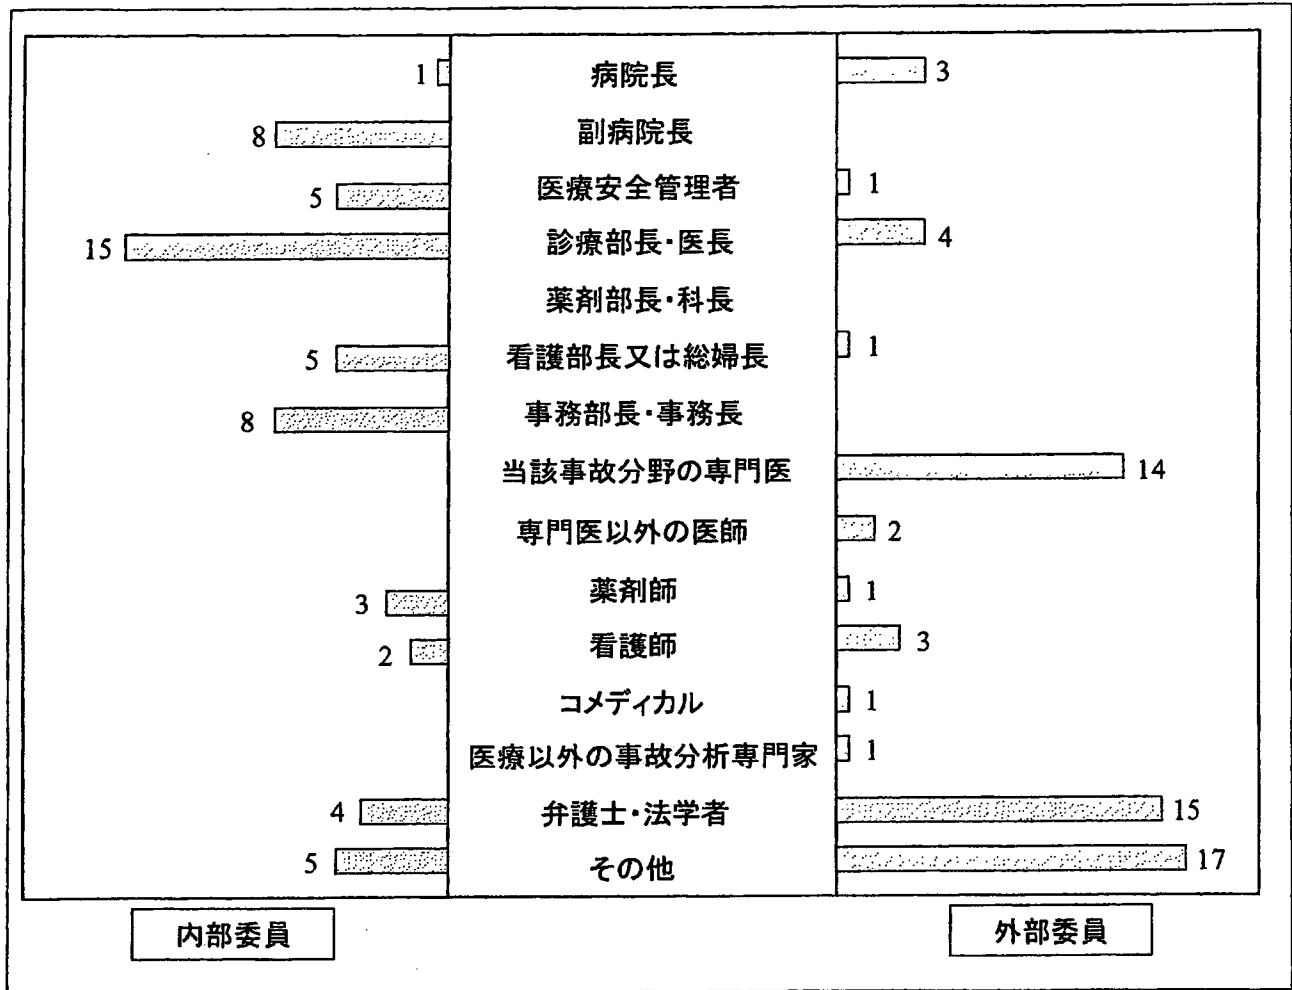 1 病院長 3
8 副病院長
5 医療安全管理者 1
15 診療部長・医長 4
薬剤部長・科長
5 看護部長又は総婦長 1
8 事務部長・事務長
当該事故分野の専門医 14
専門医以外の医師 2
3 薬剤師 1
2 看護師 3
コメディカル 1
医療以外の事故分析専門家 1
4 弁護士・法学者 15
5 その他 17
内部委員 外部委員